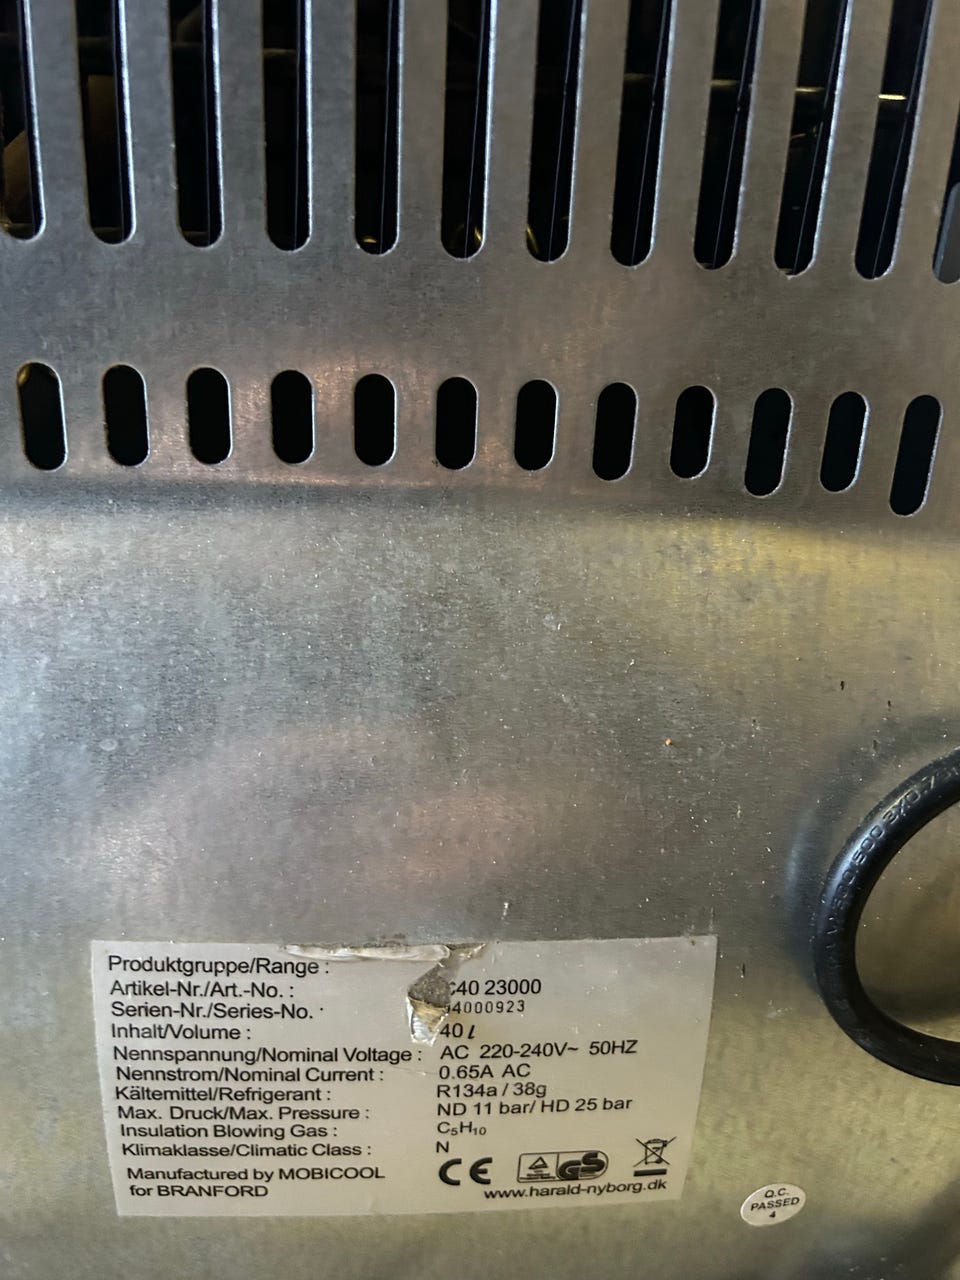 Produktgruppe/Range :
Artikel-Nr./Art.-No. : 40 23000
Serien-Nr./Series-No. : 4000923
Inhalt/Volume : 40 ℓ
Nennspannung/Nominal Voltage : AC 220-240V~ 50HZ
Nennstrom/Nominal Current : 0.65A AC
Kältemittel/Refrigerant : R134a / 38g
Max. Druck/Max. Pressure : ND 11 bar/ HD 25 bar
Insulation Blowing Gas : C₅H₁₀
Klimaklasse/Climatic Class : N
Manufactured by MOBICOOL
for BRANFORD
CE
GS
www.harald-nyborg.dk
Q.C.
PASSED
4